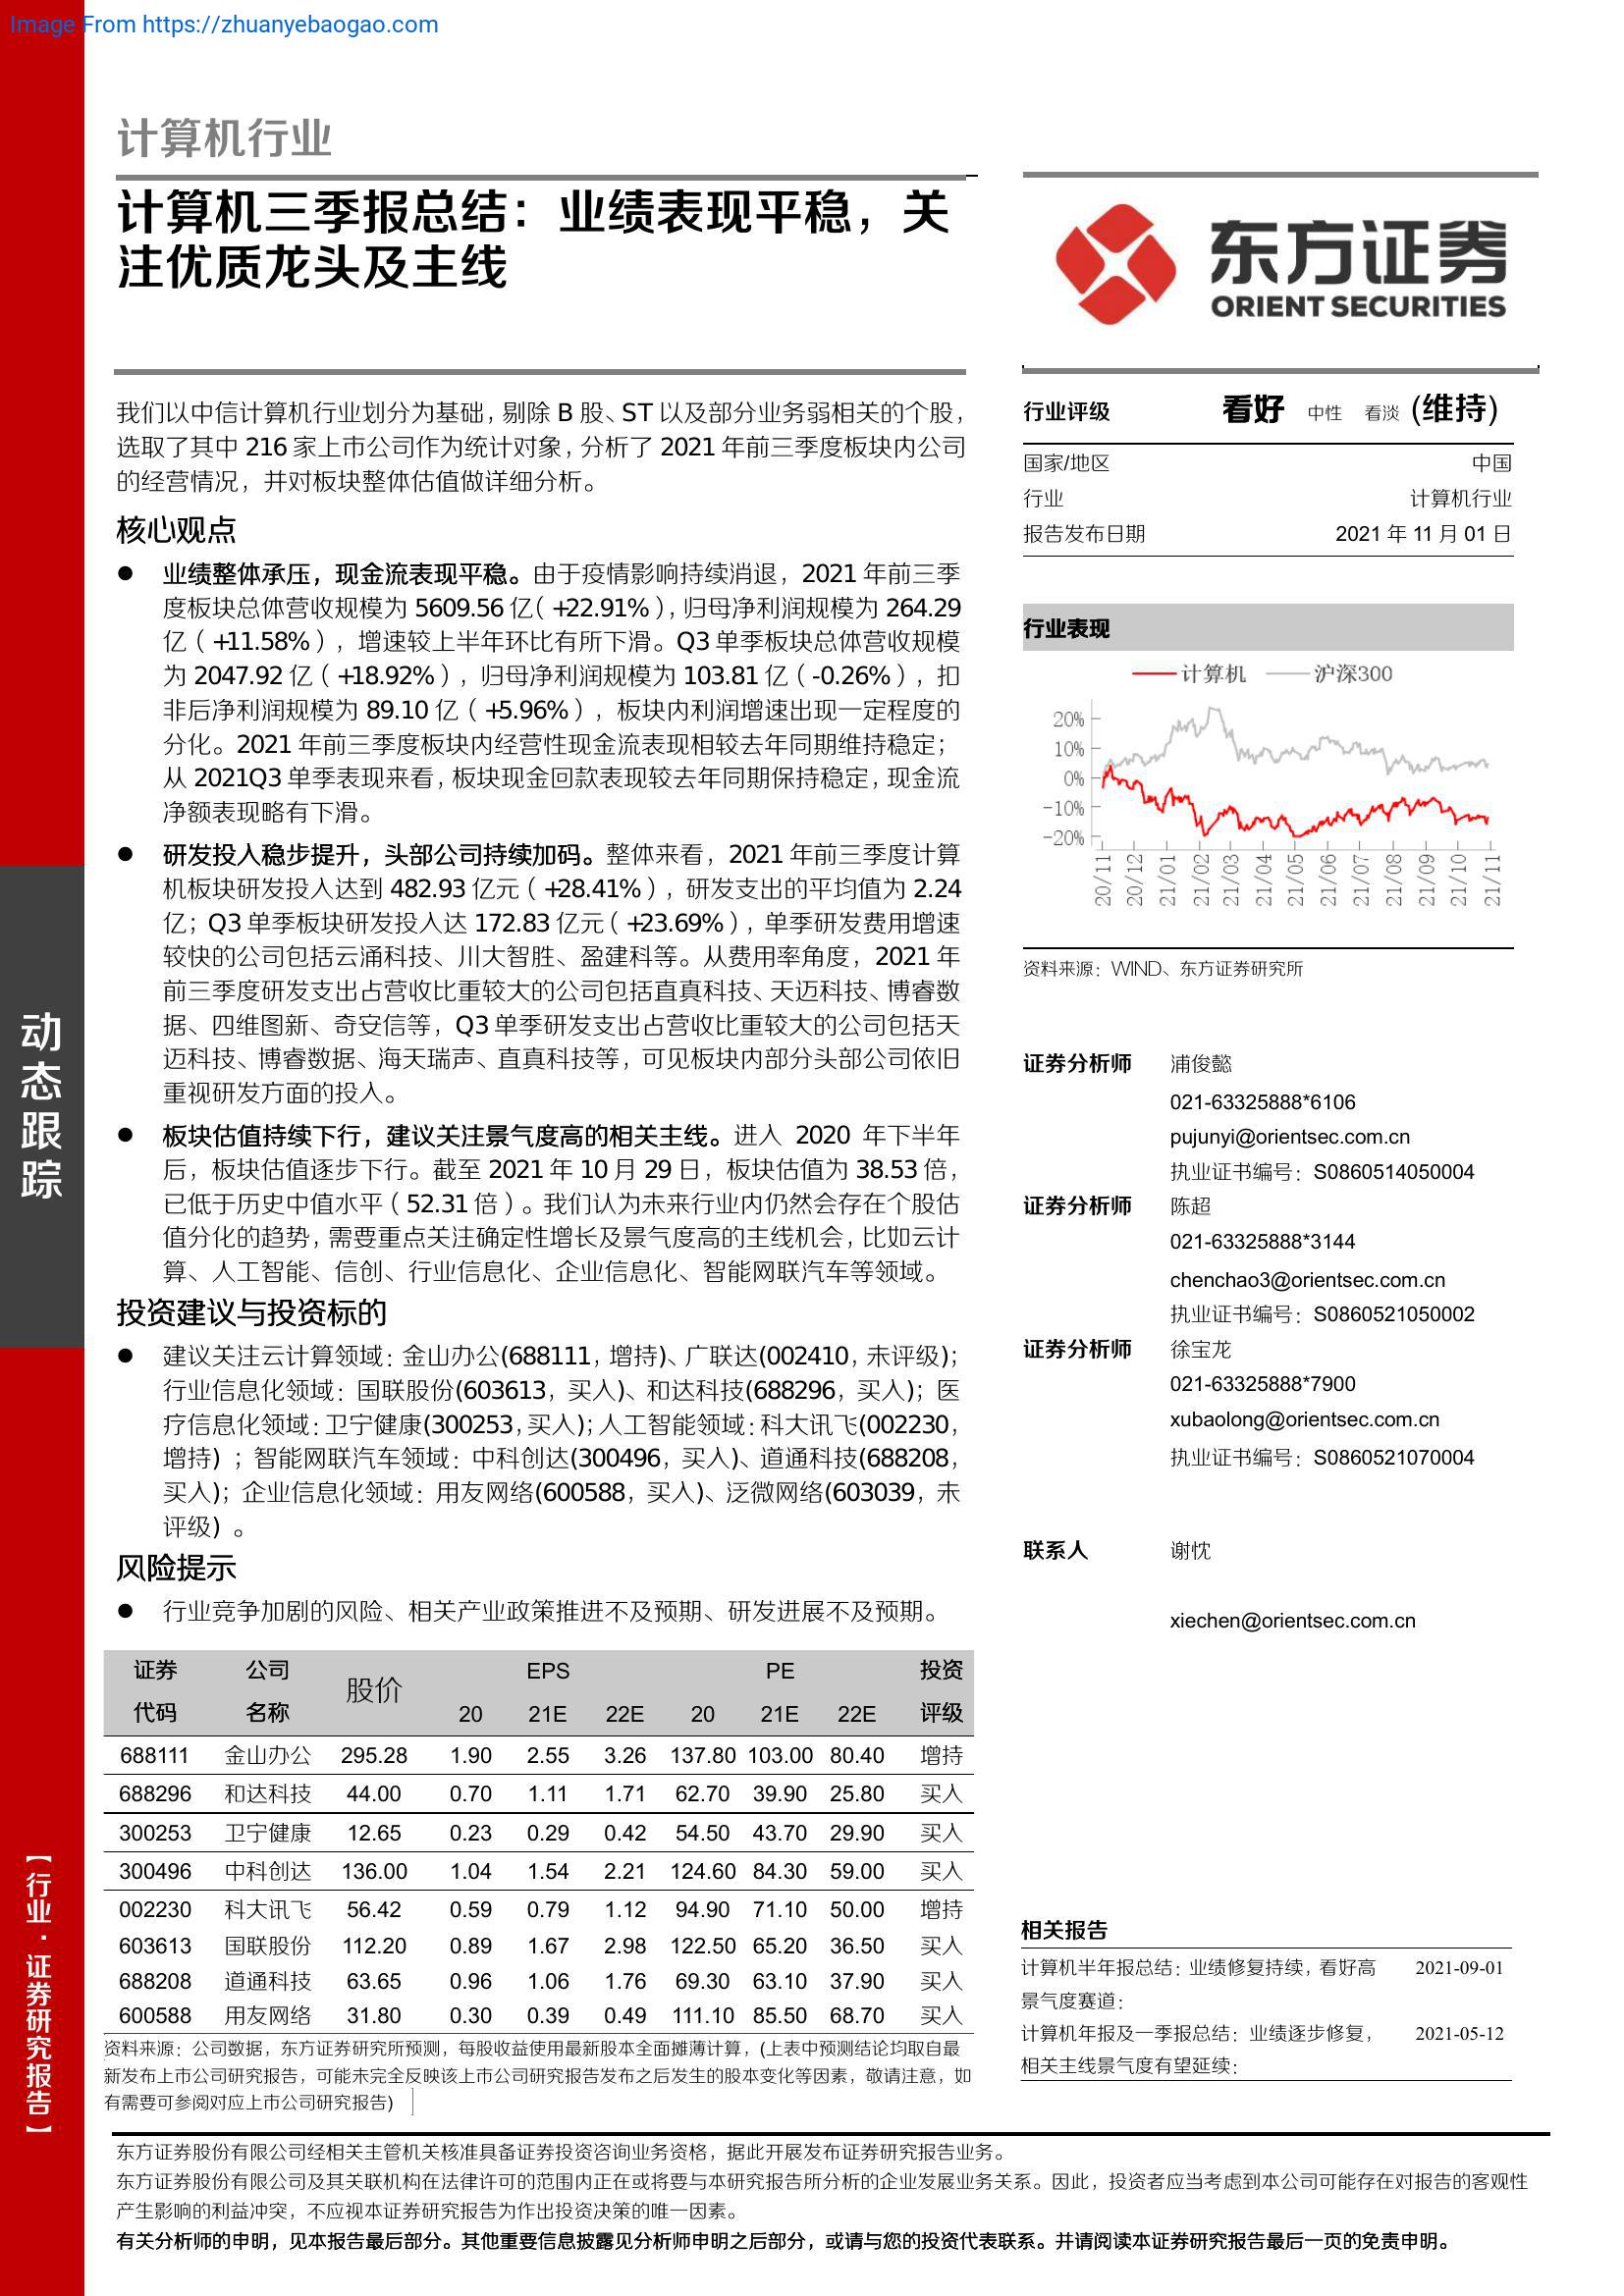 Image From https://zhuanyebaogao.com
计算机行业
计算机三季报总结：业绩表现平稳，关
注优质龙头及主线
东方证券
ORIENT SECURITIES
我们以中信计算机行业划分为基础，剔除 B 股、ST 以及部分业务弱相关的个股，
选取了其中 216 家上市公司作为统计对象，分析了 2021 年前三季度板块内公司
的经营情况，并对板块整体估值做详细分析。
核心观点
● 业绩整体承压，现金流表现平稳。由于疫情影响持续消退，2021 年前三季
度板块总体营收规模为 5609.56 亿（+22.91%），归母净利润规模为 264.29
亿（+11.58%），增速较上半年环比有所下滑。Q3 单季板块总体营收规模
为 2047.92 亿（+18.92%），归母净利润规模为 103.81 亿（-0.26%），扣
非后净利润规模为 89.10 亿（+5.96%），板块内利润增速出现一定程度的
分化。2021 年前三季度板块内经营性现金流表现相较去年同期维持稳定；
从 2021Q3 单季表现来看，板块现金回款表现较去年同期保持稳定，现金流
净额表现略有下滑。
● 研发投入稳步提升，头部公司持续加码。整体来看，2021 年前三季度计算
机板块研发投入达到 482.93 亿元（+28.41%），研发支出的平均值为 2.24
亿；Q3 单季板块研发投入达 172.83 亿元（+23.69%），单季研发费用增速
较快的公司包括云涌科技、川大智胜、盈建科等。从费用率角度，2021 年
前三季度研发支出占营收比重较大的公司包括直真科技、天迈科技、博睿数
据、四维图新、奇安信等，Q3 单季研发支出占营收比重较大的公司包括天
迈科技、博睿数据、海天瑞声、直真科技等，可见板块内部分头部公司依旧
重视研发方面的投入。
● 板块估值持续下行，建议关注景气度高的相关主线。进入 2020 年下半年
后，板块估值逐步下行。截至 2021 年 10 月 29 日，板块估值为 38.53 倍，
已低于历史中值水平（52.31 倍）。我们认为未来行业内仍然会存在个股估
值分化的趋势，需要重点关注确定性增长及景气度高的主线机会，比如云计
算、人工智能、信创、行业信息化、企业信息化、智能网联汽车等领域。
投资建议与投资标的
● 建议关注云计算领域：金山办公(688111，增持)、广联达(002410，未评级)；
行业信息化领域：国联股份(603613，买入)、和达科技(688296，买入)；医
疗信息化领域：卫宁健康(300253，买入)；人工智能领域：科大讯飞(002230，
增持) ；智能网联汽车领域：中科创达(300496，买入)、道通科技(688208，
买入)；企业信息化领域：用友网络(600588，买入)、泛微网络(603039，未
评级) 。
风险提示
● 行业竞争加剧的风险、相关产业政策推进不及预期、研发进展不及预期。
证券 公司 股价 EPS PE 投资
代码 名称 20 21E 22E 20 21E 22E 评级
688111 金山办公 295.28 1.90 2.55 3.26 137.80 103.00 80.40 增持
688296 和达科技 44.00 0.70 1.11 1.71 62.70 39.90 25.80 买入
300253 卫宁健康 12.65 0.23 0.29 0.42 54.50 43.70 29.90 买入
300496 中科创达 136.00 1.04 1.54 2.21 124.60 84.30 59.00 买入
002230 科大讯飞 56.42 0.59 0.79 1.12 94.90 71.10 50.00 增持
603613 国联股份 112.20 0.89 1.67 2.98 122.50 65.20 36.50 买入
688208 道通科技 63.65 0.96 1.06 1.76 69.30 63.10 37.90 买入
600588 用友网络 31.80 0.30 0.39 0.49 111.10 85.50 68.70 买入
资料来源：公司数据，东方证券研究所预测，每股收益使用最新股本全面摊薄计算，(上表中预测结论均取自最
新发布上市公司研究报告，可能未完全反映该上市公司研究报告发布之后发生的股本变化等因素，敬请注意，如
有需要可参阅对应上市公司研究报告)
行业评级 看好 中性 看淡 (维持)
国家/地区 中国
行业 计算机行业
报告发布日期 2021 年 11 月 01 日
行业表现
计算机 沪深300
20%
10%
0%
-10%
-20%
20/11 20/12 21/01 21/02 21/03 21/04 21/05 21/06 21/07 21/08 21/09 21/10 21/11
资料来源：WIND、东方证券研究所
证券分析师 浦俊懿
021-63325888*6106
pujunyi@orientsec.com.cn
执业证书编号：S0860514050004
证券分析师 陈超
021-63325888*3144
chenchao3@orientsec.com.cn
执业证书编号：S0860521050002
证券分析师 徐宝龙
021-63325888*7900
xubaolong@orientsec.com.cn
执业证书编号：S0860521070004
联系人 谢忱
xiechen@orientsec.com.cn
相关报告
计算机半年报总结：业绩修复持续，看好高 2021-09-01
景气度赛道：
计算机年报及一季报总结：业绩逐步修复， 2021-05-12
相关主线景气度有望延续：
动态跟踪
【行业·证券研究报告】
东方证券股份有限公司经相关主管机关核准具备证券投资咨询业务资格，据此开展发布证券研究报告业务。
东方证券股份有限公司及其关联机构在法律许可的范围内正在或将要与本研究报告所分析的企业发展业务关系。因此，投资者应当考虑到本公司可能存在对报告的客观性
产生影响的利益冲突，不应视本证券研究报告为作出投资决策的唯一因素。
有关分析师的申明，见本报告最后部分。其他重要信息披露见分析师申明之后部分，或请与您的投资代表联系。并请阅读本证券研究报告最后一页的免责申明。